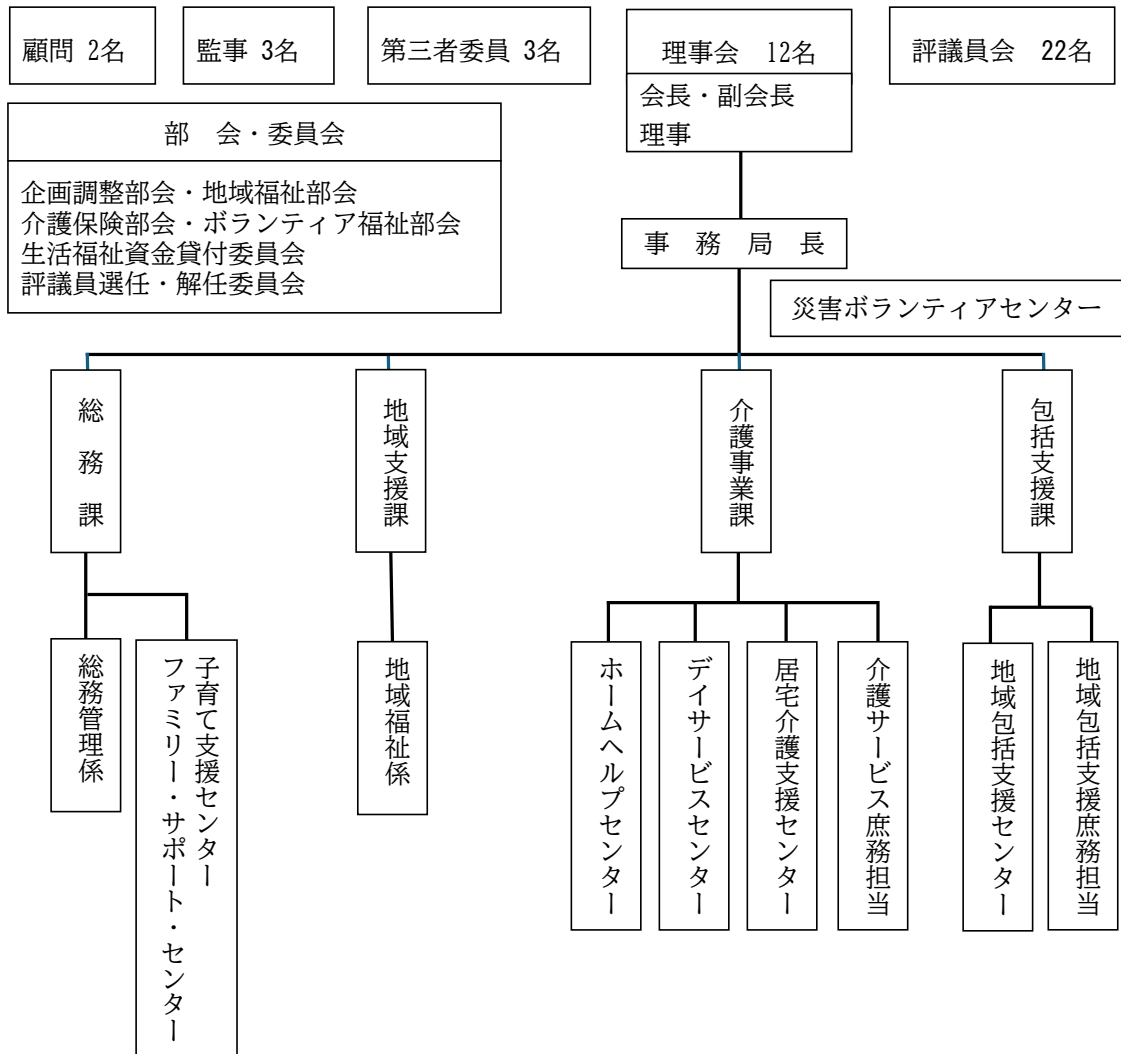 顧問 2名
監事 3名
第三者委員 3名
理事会　12名
会長・副会長
理事
評議員会　22名
部　会・委員会
企画調整部会・地域福祉部会
介護保険部会・ボランティア福祉部会
生活福祉資金貸付委員会
評議員選任・解任委員会
事　務　局　長
災害ボランティアセンター
総　務　課
地域支援課
介護事業課
包括支援課
総務管理係
子育て支援センター
ファミリー・サポート・センター
地域福祉係
ホームヘルプセンター
デイサービスセンター
居宅介護支援センター
介護サービス庶務担当
地域包括支援センター
地域包括支援庶務担当